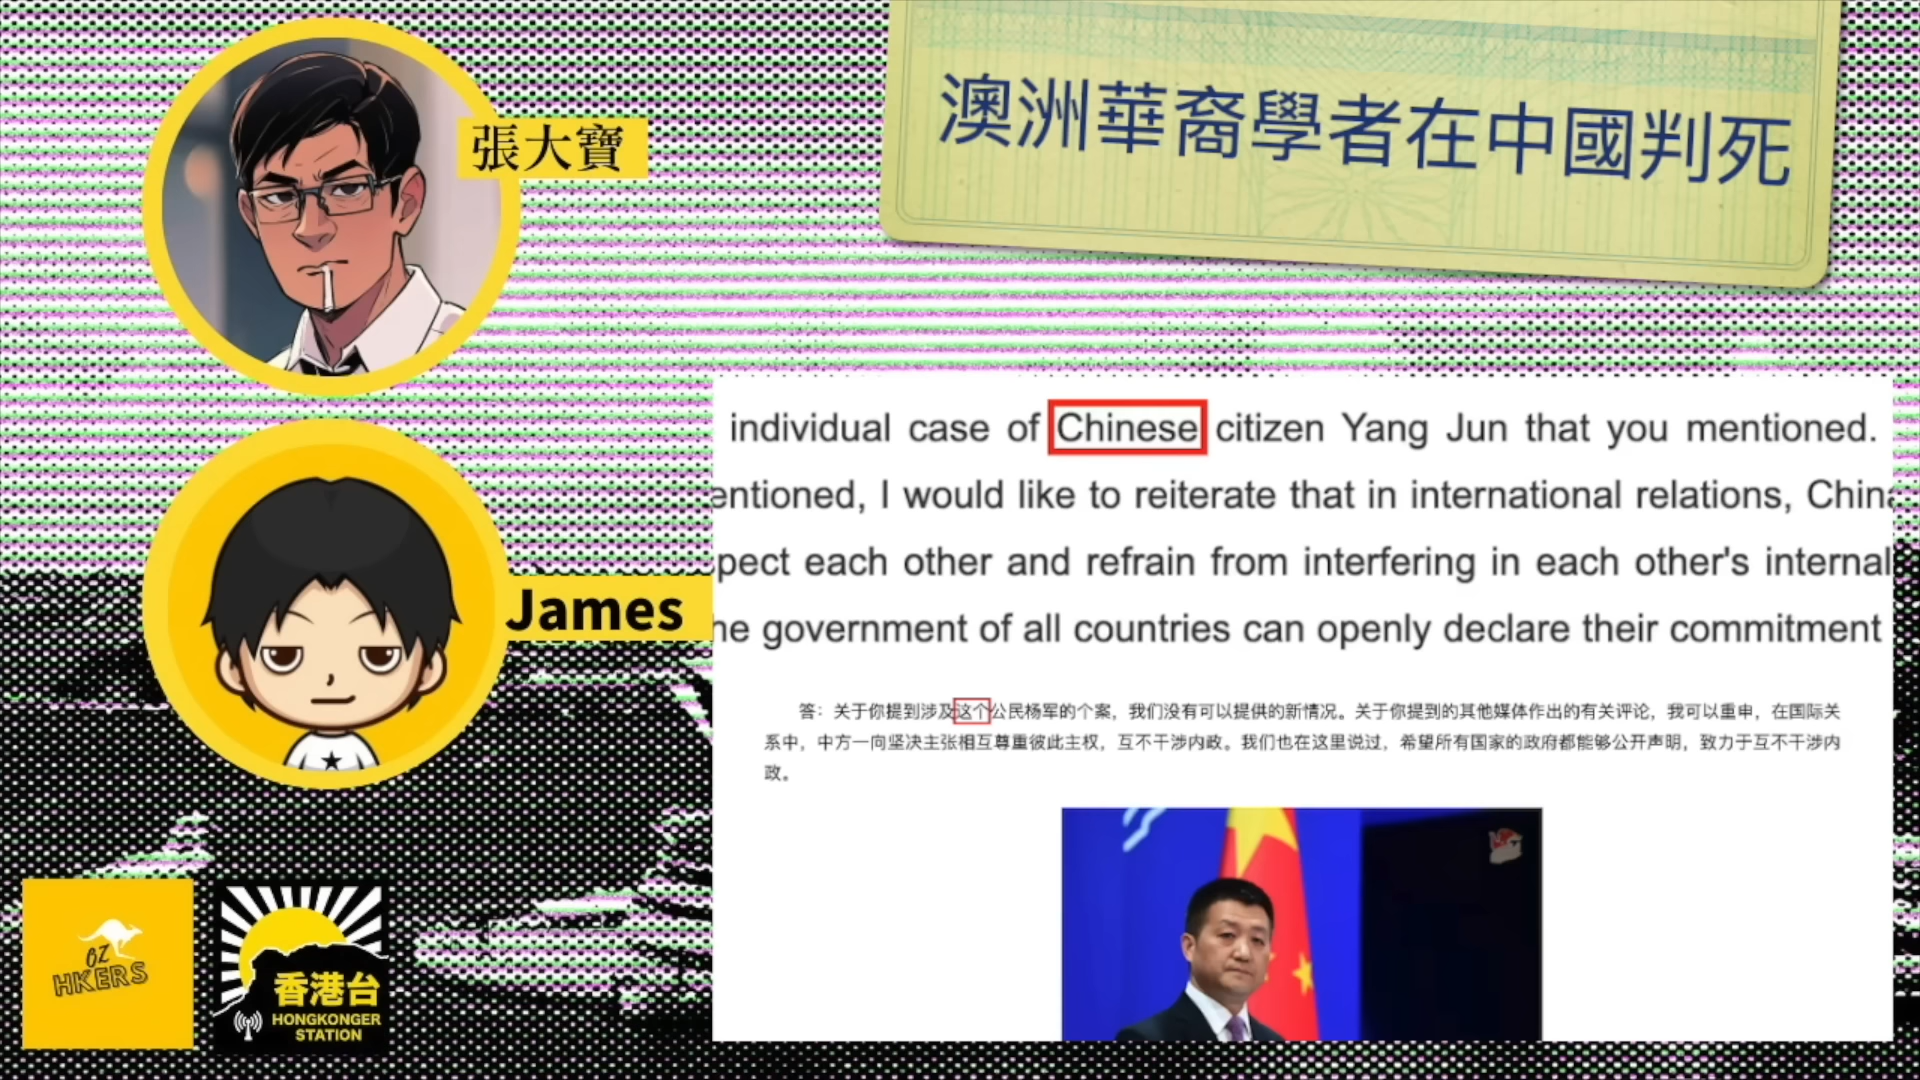 張大寶
澳洲華裔學者在中國判死
James
individual case of Chinese citizen Yang Jun that you mentioned.
entioned, I would like to reiterate that in international relations, China
pect each other and refrain from interfering in each other's internal
he government of all countries can openly declare their commitment
答：关于你提到涉及这个公民杨军的个案，我们没有可以提供的新情况。关于你提到的其他媒体作出的有关评论，我可以重申，在国际关
系中，中方一向坚决主张相互尊重彼此主权，互不干涉内政。我们也在这里说过，希望所有国家的政府都能够公开声明，致力于互不干涉内
政。
OZ
HKERS
香港台
HONGKONGER
STATION